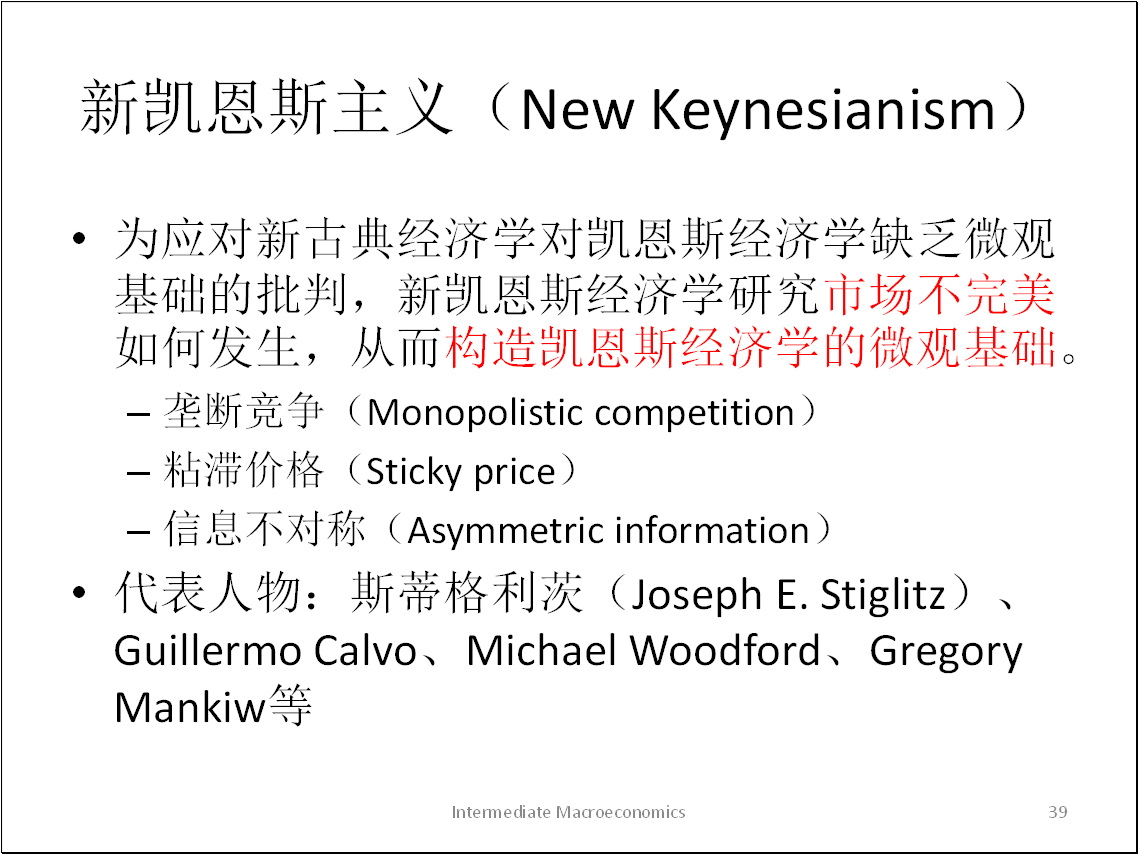 新凯恩斯主义（New Keynesianism）
• 为应对新古典经济学对凯恩斯经济学缺乏微观
基础的批判，新凯恩斯经济学研究市场不完美
如何发生，从而构造凯恩斯经济学的微观基础。
– 垄断竞争（Monopolistic competition）
– 粘滞价格（Sticky price）
– 信息不对称（Asymmetric information）
• 代表人物：斯蒂格利茨（Joseph E. Stiglitz）、
Guillermo Calvo、Michael Woodford、Gregory
Mankiw等
Intermediate Macroeconomics
39